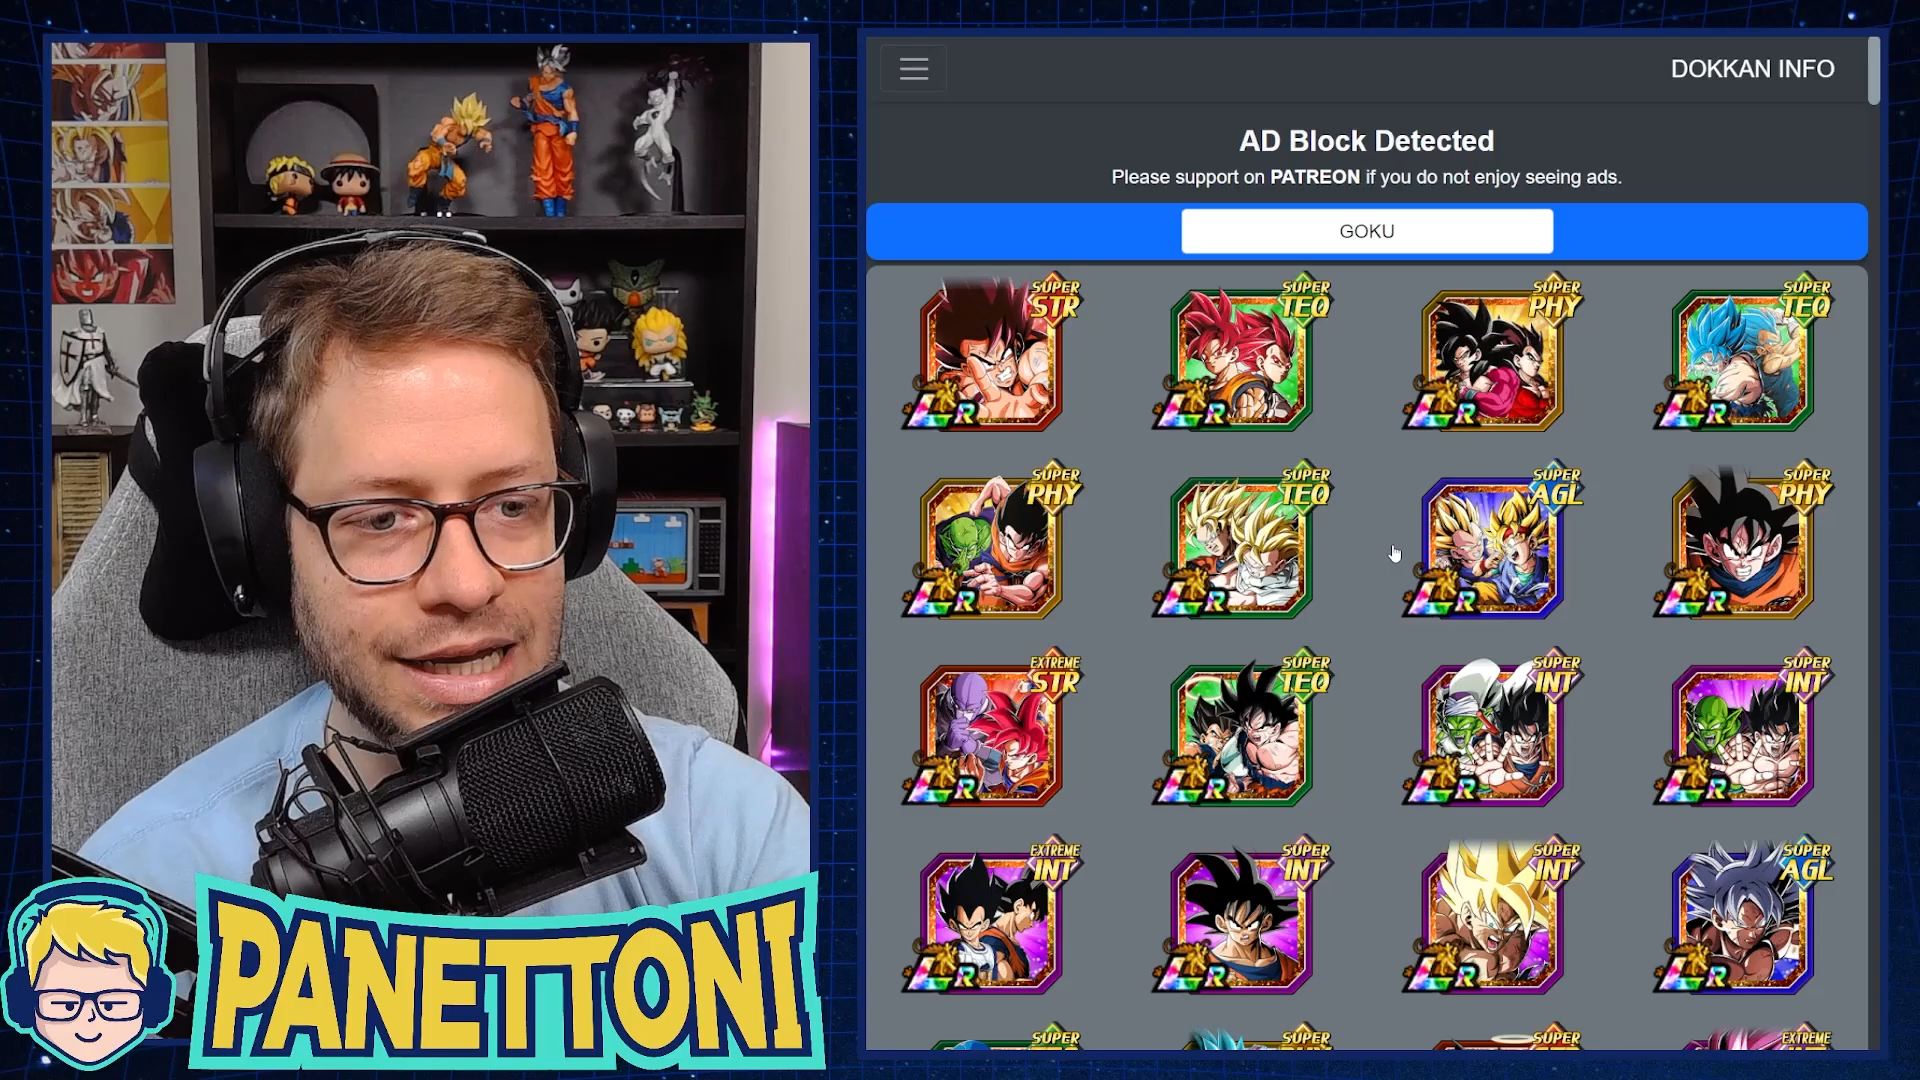 DOKKAN INFO
AD Block Detected
Please support on PATREON if you do not enjoy seeing ads.
GOKU
SUPER STR
SUPER TEQ
SUPER PHY
SUPER TEQ
R
R
R
R
SUPER PHY
SUPER TEQ
SUPER AGL
SUPER PHY
R
R
R
R
EXTREME STR
SUPER TEQ
SUPER INT
SUPER INT
R
R
R
R
EXTREME INT
SUPER INT
SUPER INT
SUPER AGL
R
R
R
R
SUPER
SUPER
SUPER
EXTREME
PANETTONI